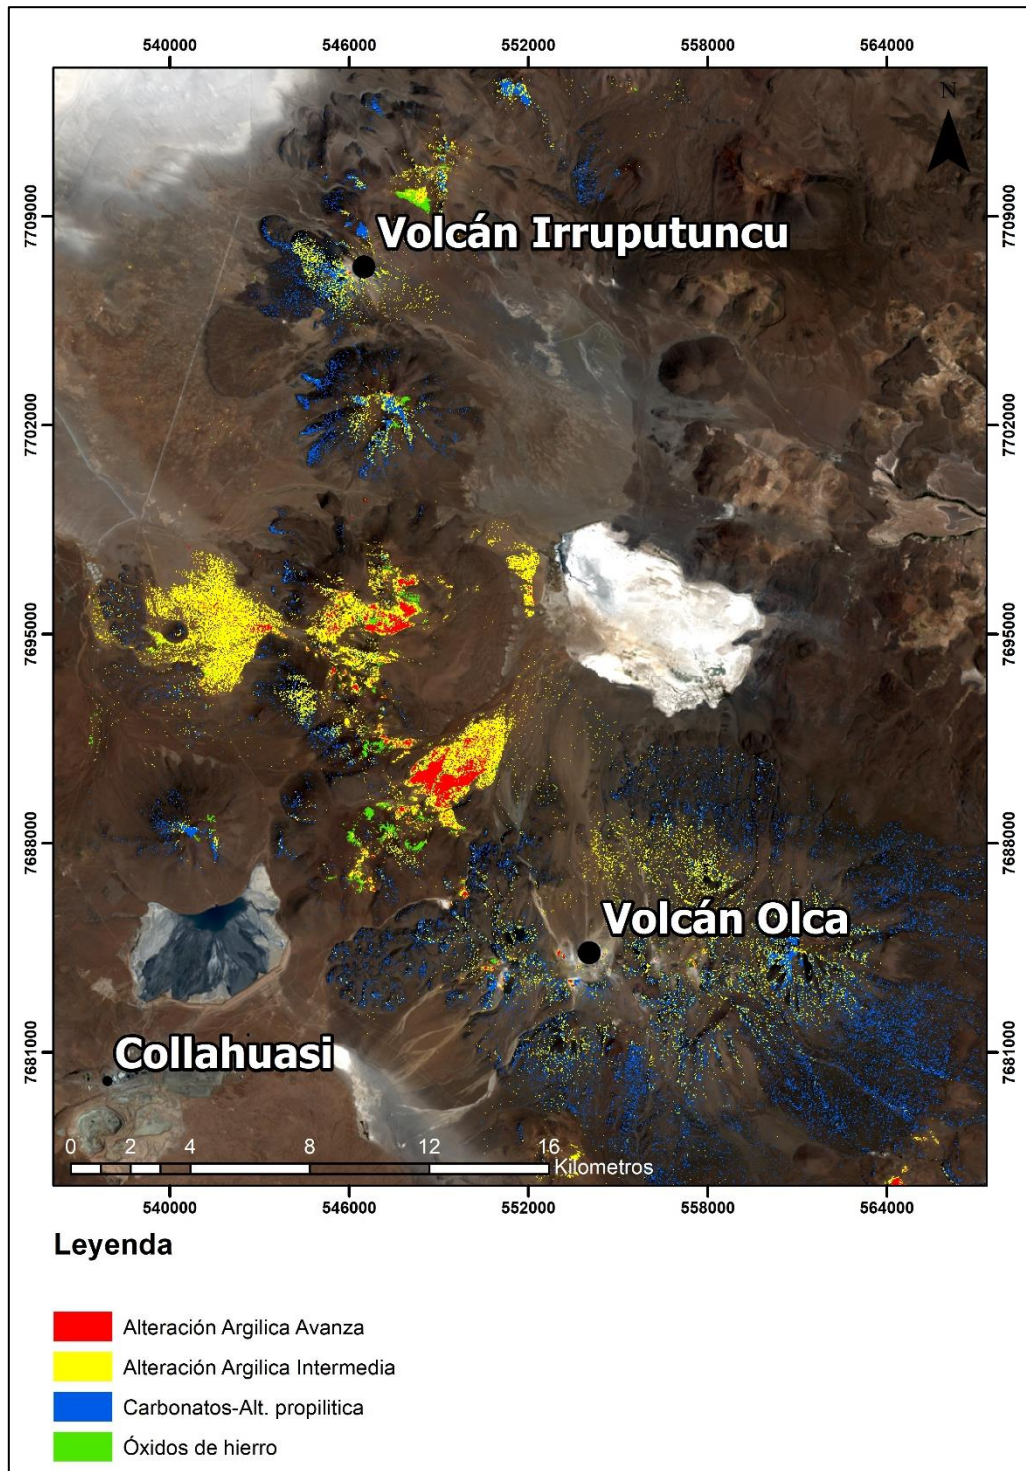 540000 546000 552000 558000 564000
N
7709000 7709000
Volcán Irruputuncu
7702000 7702000
7695000 7695000
7688000 7688000
Volcán Olca
7681000 7681000
Collahuasi
0 2 4 8 12 16
Kilometros
540000 546000 552000 558000 564000
Leyenda
Alteración Argilica Avanza
Alteración Argilica Intermedia
Carbonatos-Alt. propilitica
Óxidos de hierro